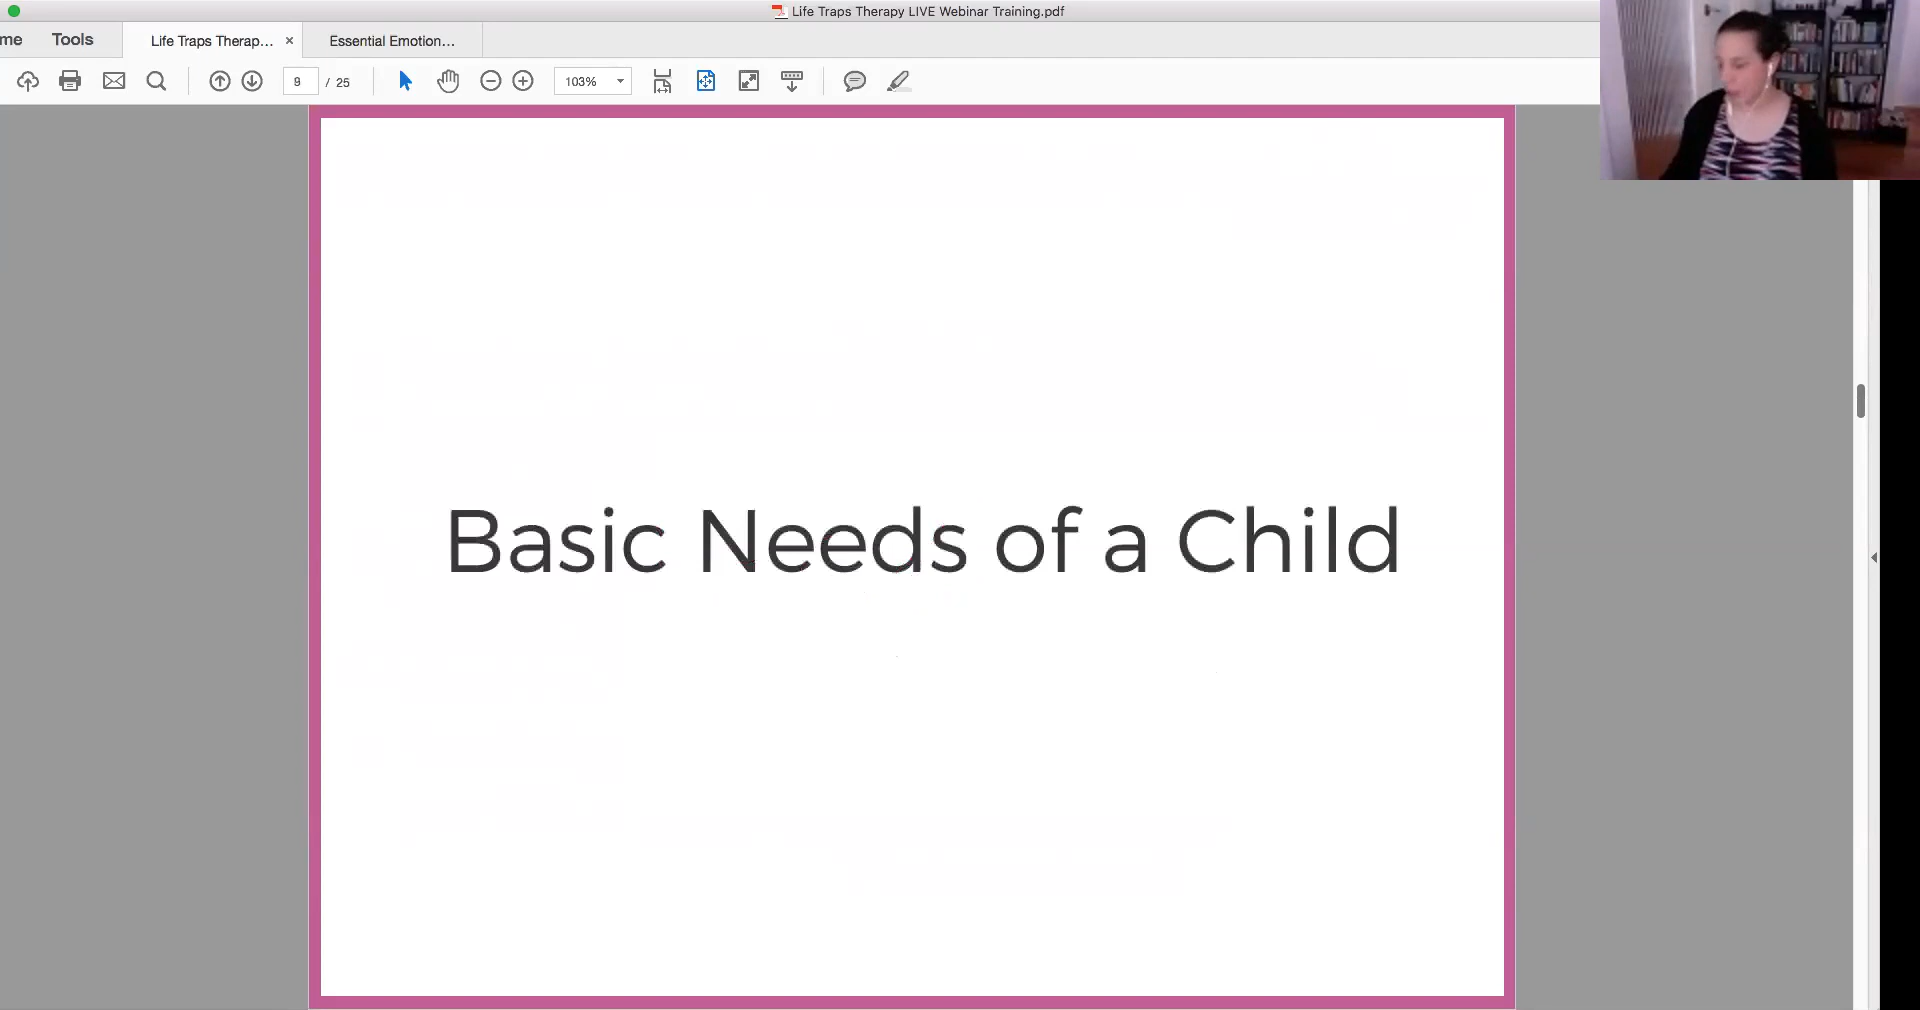 Life Traps Therapy LIVE Webinar Training.pdf
me Tools Life Traps Therap... × Essential Emotion...
9 / 25 103%
Basic Needs of a Child